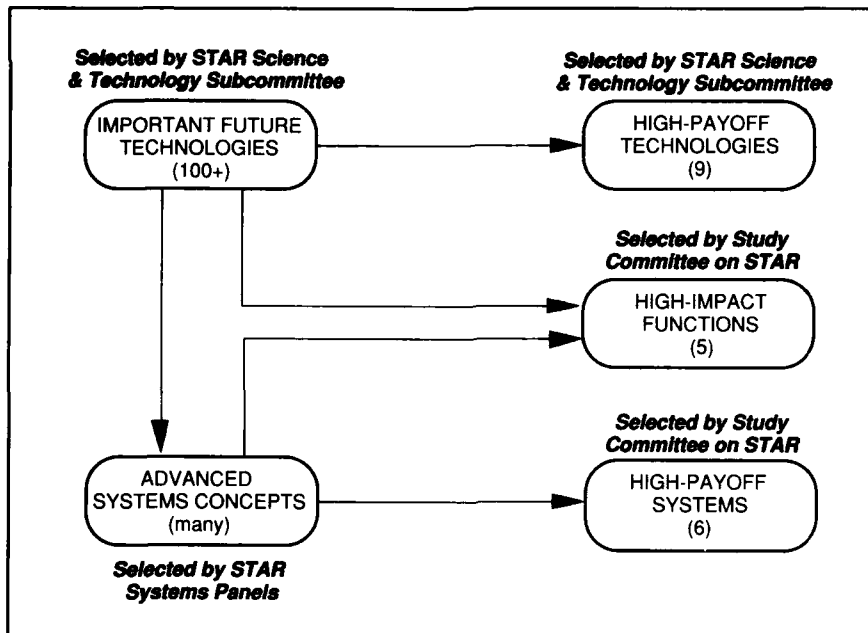 Selected by STAR Science
& Technology Subcommittee
IMPORTANT FUTURE
TECHNOLOGIES
(100+)
Selected by STAR Science
& Technology Subcommittee
HIGH-PAYOFF
TECHNOLOGIES
(9)
Selected by Study
Committee on STAR
HIGH-IMPACT
FUNCTIONS
(5)
ADVANCED
SYSTEMS CONCEPTS
(many)
Selected by STAR
Systems Panels
Selected by Study
Committee on STAR
HIGH-PAYOFF
SYSTEMS
(6)